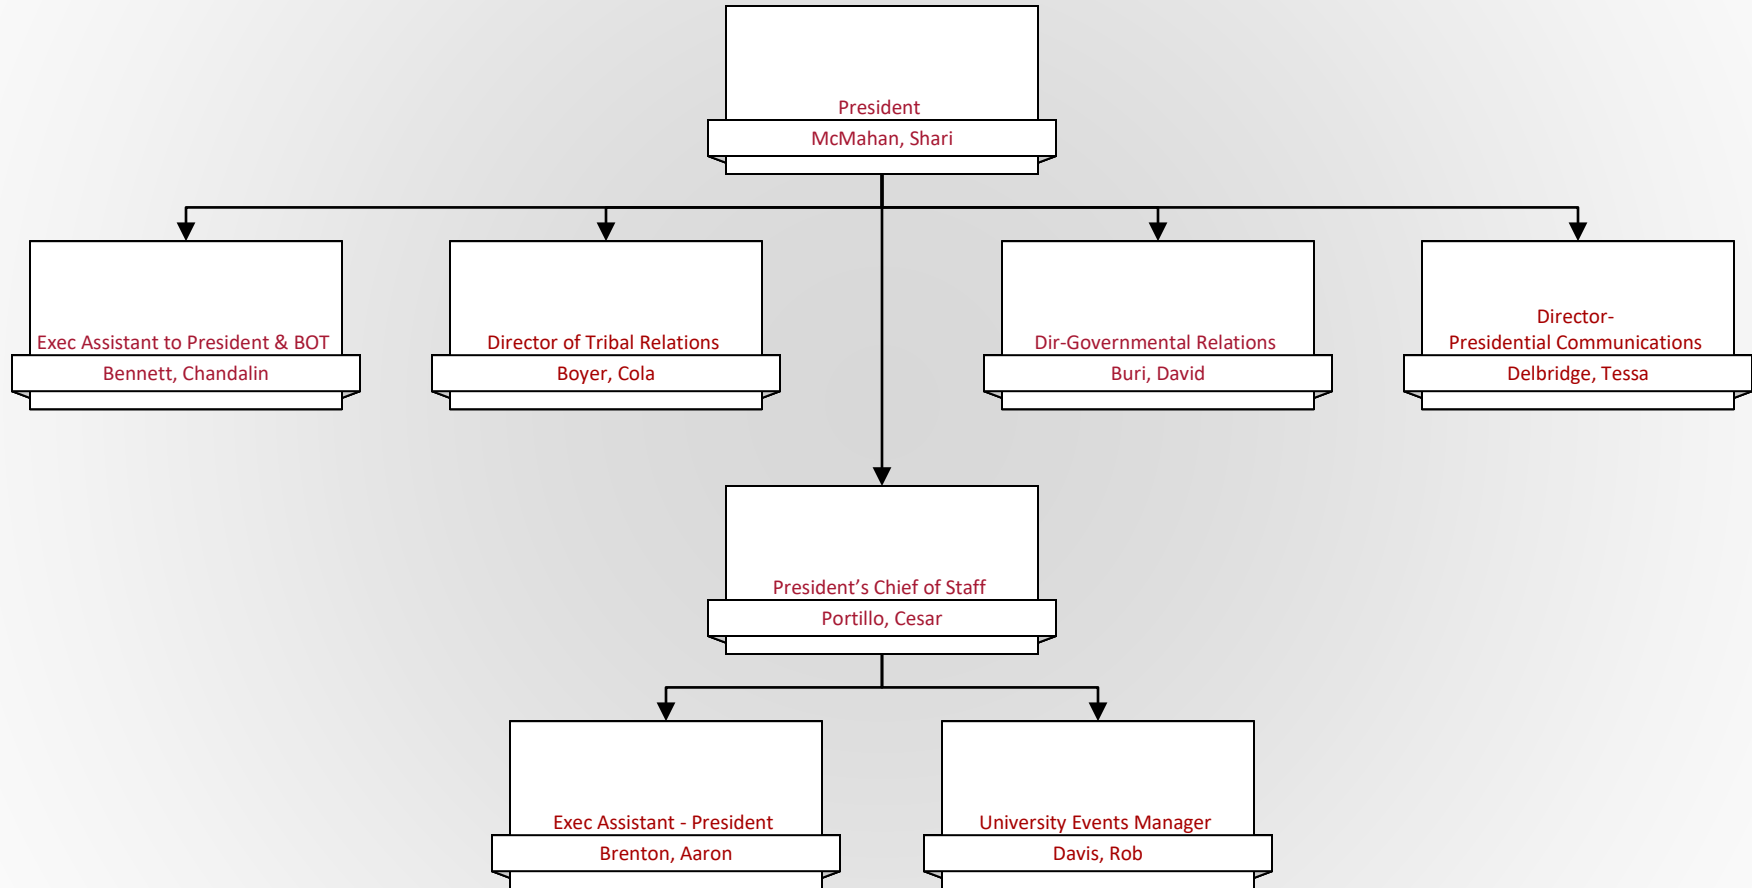 President
McMahan, Shari
Exec Assistant to President & BOT
Bennett, Chandalin
Director of Tribal Relations
Boyer, Cola
Dir-Governmental Relations
Buri, David
Director-
Presidential Communications
Delbridge, Tessa
President’s Chief of Staff
Portillo, Cesar
Exec Assistant - President
Brenton, Aaron
University Events Manager
Davis, Rob